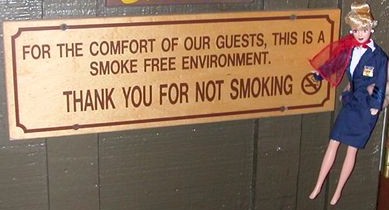 FOR THE COMFORT OF OUR GUESTS, THIS IS A
SMOKE FREE ENVIRONMENT.
THANK YOU FOR NOT SMOKING